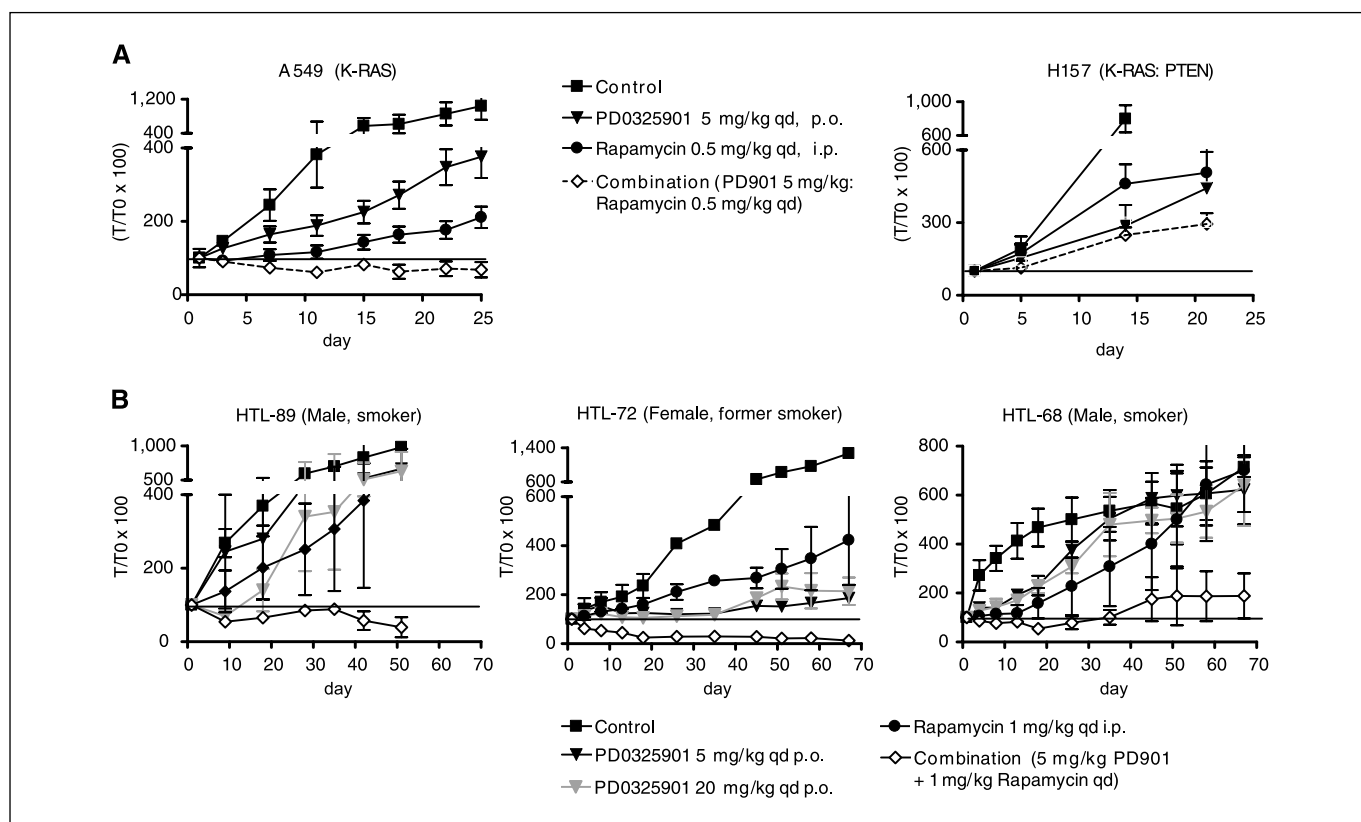 A
A 549 (K-RAS)
1,200
400
400
200
0
(T/T0 x 100)
0 5 10 15 20 25
day
Control
PD0325901 5 mg/kg qd, p.o.
Rapamycin 0.5 mg/kg qd, i.p.
Combination (PD901 5 mg/kg:
Rapamycin 0.5 mg/kg qd)
H157 (K-RAS: PTEN)
1,000
600
600
300
0
(T/T0 x 100)
0 5 10 15 20 25
day
B
HTL-89 (Male, smoker)
1,000
500
400
200
0
T/T0 x 100
0 10 20 30 40 50 60 70
day
HTL-72 (Female, former smoker)
1,400
600
600
400
200
0
T/T0 x 100
0 10 20 30 40 50 60 70
day
HTL-68 (Male, smoker)
800
600
400
200
0
T/T0 x 100
0 10 20 30 40 50 60 70
day
Control
PD0325901 5 mg/kg qd p.o.
PD0325901 20 mg/kg qd p.o.
Rapamycin 1 mg/kg qd i.p.
Combination (5 mg/kg PD901
+ 1 mg/kg Rapamycin qd)